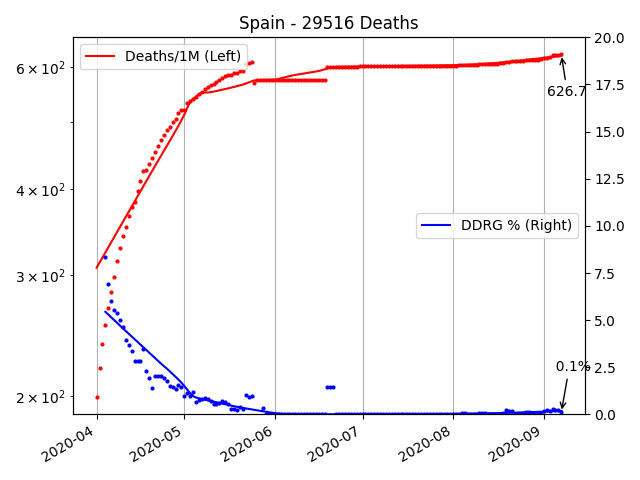 Spain - 29516 Deaths
Deaths/1M (Left)
DDRG % (Right)
626.7
0.1%
6 × 10²
4 × 10²
3 × 10²
2 × 10²
20.0
17.5
15.0
12.5
10.0
7.5
5.0
2.5
0.0
2020-04
2020-05
2020-06
2020-07
2020-08
2020-09